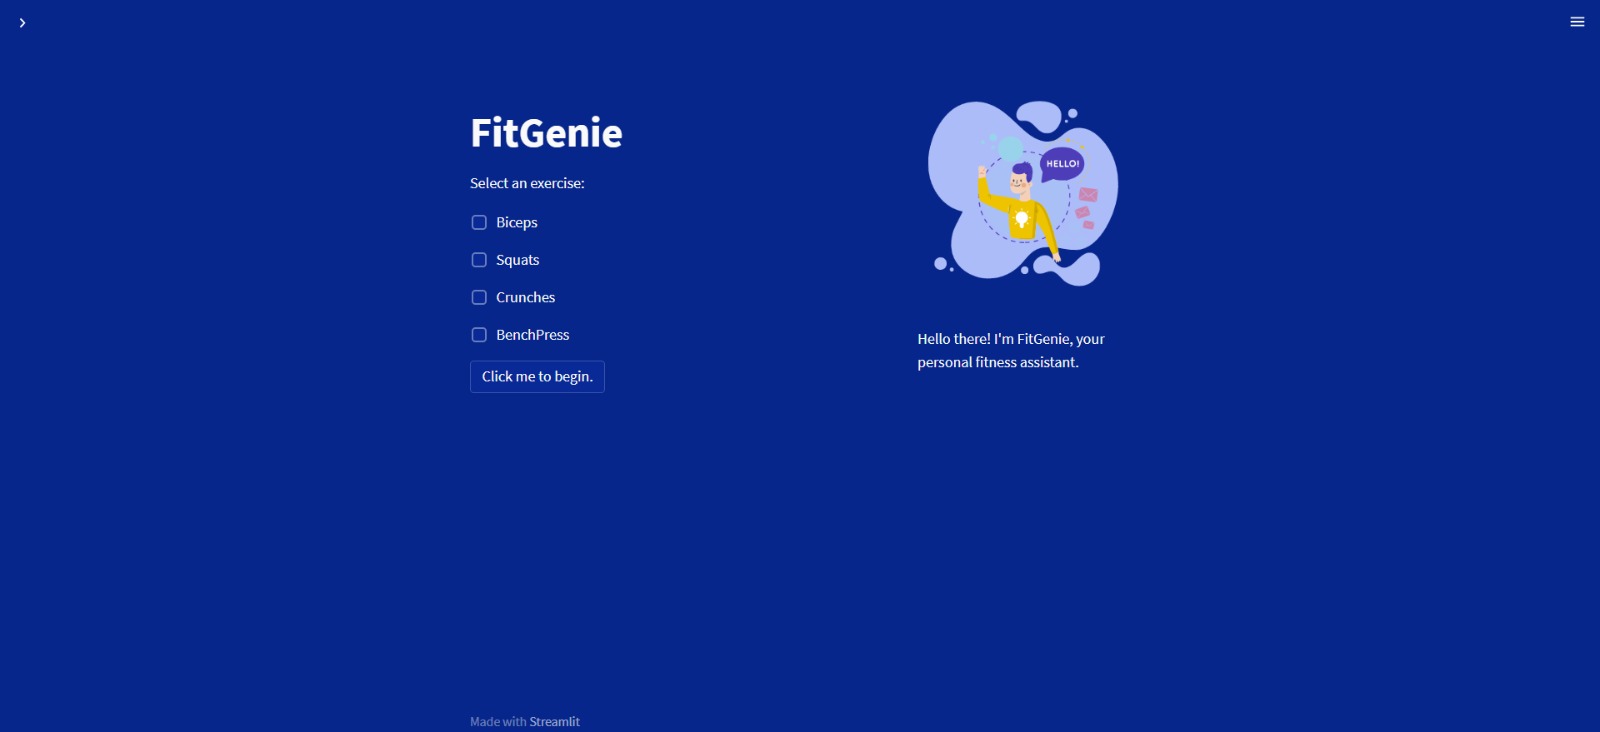 FitGenie
Select an exercise:
Biceps
Squats
Crunches
BenchPress
Click me to begin.
HELLO!
Hello there! I'm FitGenie, your
personal fitness assistant.
Made with Streamlit